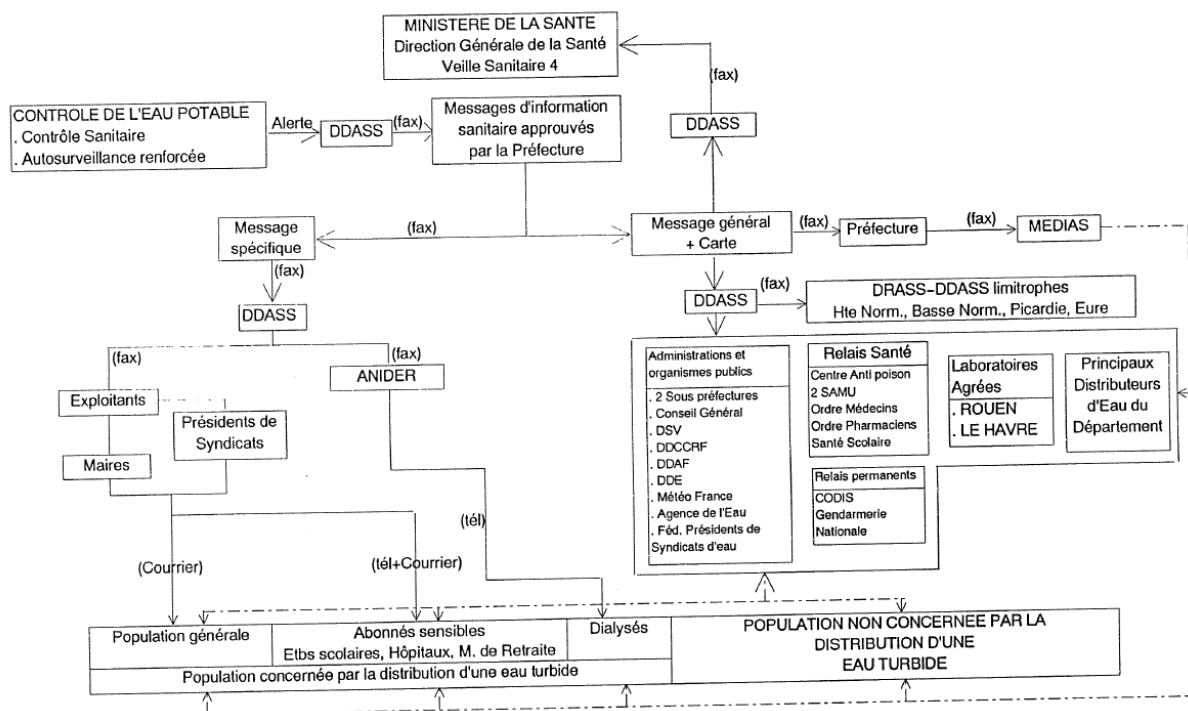 MINISTERE DE LA SANTE
Direction Générale de la Santé
Veille Sanitaire 4
(fax)
CONTROLE DE L'EAU POTABLE
. Contrôle Sanitaire
. Autosurveillance renforcée
Alerte
DDASS
(fax)
Messages d'information
sanitaire approuvés
par la Préfecture
DDASS
Message
spécifique
(fax)
Message général
+ Carte
(fax)
Préfecture
(fax)
MEDIAS
(fax)
DDASS
DDASS
(fax)
DRASS-DDASS limitrophes
Hte Norm., Basse Norm., Picardie, Eure
(fax)
(fax)
Exploitants
ANIDER
Présidents de
Syndicats
Maires
Administrations et
organismes publics
. 2 Sous préfectures
. Conseil Général
. DSV
. DDCCRF
. DDAF
. DDE
. Météo France
. Agence de l'Eau
. Féd. Présidents de
Syndicats d'eau
Relais Santé
Centre Anti poison
2 SAMU
Ordre Médecins
Ordre Pharmaciens
Santé Scolaire
Relais permanents
CODIS
Gendarmerie
Nationale
Laboratoires
Agrées
. ROUEN
. LE HAVRE
Principaux
Distributeurs
d'Eau du
Département
(Courrier)
(tél+Courrier)
(tél)
Population générale
Abonnés sensibles
Etbs scolaires, Hôpitaux, M. de Retraite
Dialysés
Population concernée par la distribution d'une eau turbide
POPULATION NON CONCERNEE PAR LA
DISTRIBUTION D'UNE
EAU TURBIDE